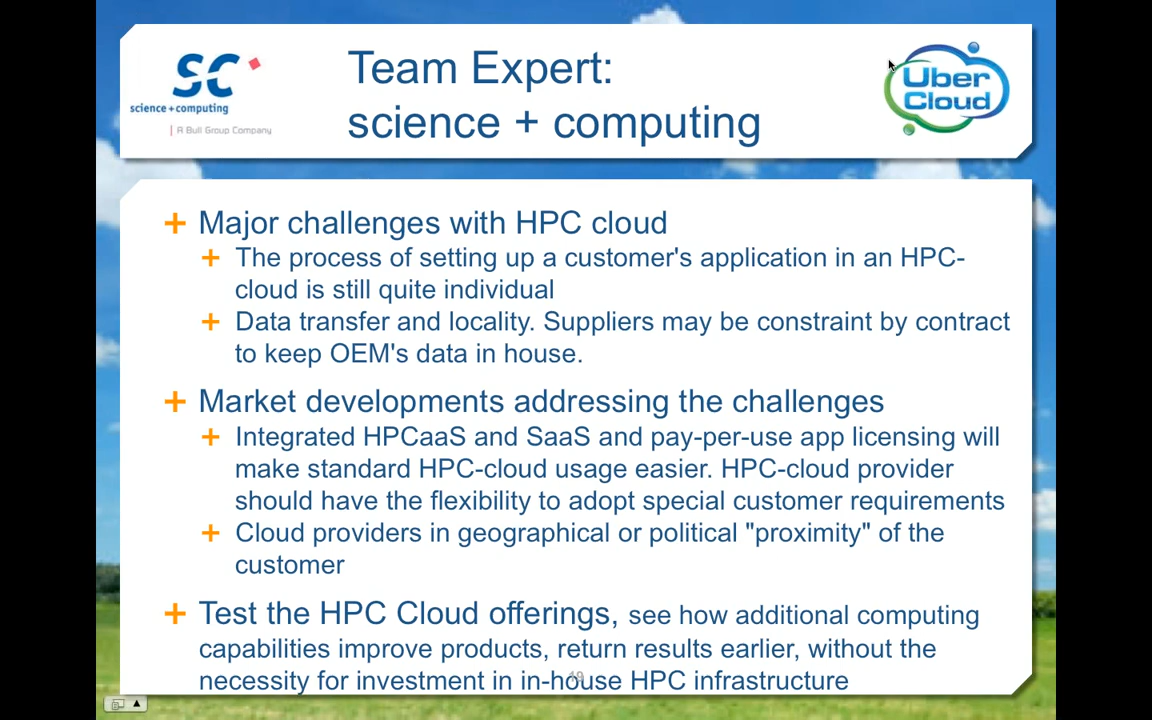 SC
science + computing
A Bull Group Company
Team Expert:
science + computing
Uber
Cloud
Major challenges with HPC cloud
The process of setting up a customer's application in an HPC-
cloud is still quite individual
Data transfer and locality. Suppliers may be constraint by contract
to keep OEM's data in house.
Market developments addressing the challenges
Integrated HPCaaS and SaaS and pay-per-use app licensing will
make standard HPC-cloud usage easier. HPC-cloud provider
should have the flexibility to adopt special customer requirements
Cloud providers in geographical or political "proximity" of the
customer
Test the HPC Cloud offerings, see how additional computing
capabilities improve products, return results earlier, without the
necessity for investment in in-house HPC infrastructure
19